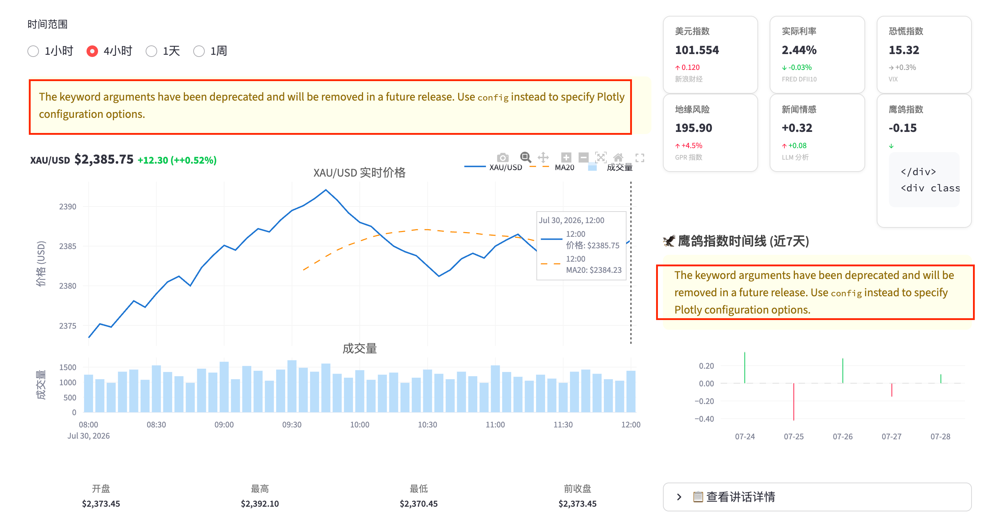 时间范围
1小时
4小时
1天
1周
The keyword arguments have been deprecated and will be removed in a future release. Use config instead to specify Plotly
configuration options.
XAU/USD $2,385.75 +12.30 (++0.52%)
XAU/USD 实时价格
XAU/USD
MA20
成交量
价格 (USD)
2390
2385
2380
2375
Jul 30, 2026, 12:00
12:00
价格: $2385.75
12:00
MA20: $2384.23
成交量
成交量
1500
1000
500
0
08:00
08:30
09:00
09:30
10:00
10:30
11:00
11:30
12:00
Jul 30, 2026
开盘
$2,373.45
最高
$2,392.10
最低
$2,370.45
前收盘
$2,373.45
美元指数
101.554
↑ 0.120
新浪财经
实际利率
2.44%
↓ -0.03%
FRED DFII10
恐慌指数
15.32
→ +0.3%
VIX
地缘风险
195.90
↑ +4.5%
GPR 指数
新闻情感
+0.32
↑ +0.08
LLM 分析
鹰鸽指数
-0.15
↓
</div>
<div class
🦅 鹰鸽指数时间线 (近7天)
The keyword arguments have been deprecated and will be
removed in a future release. Use config instead to specify
Plotly configuration options.
0.20
0.00
−0.20
−0.40
07-24
07-25
07-26
07-27
07-28
📋 查看讲话详情